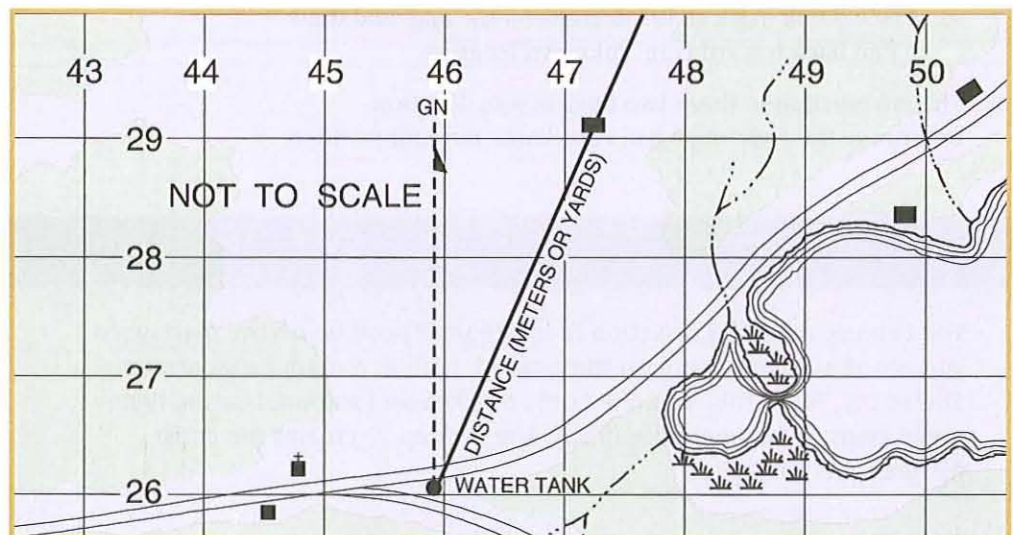 43 44 45 46 47 48 49 50
GN
29
NOT TO SCALE
DISTANCE (METERS OR YARDS)
28
27
26
WATER TANK